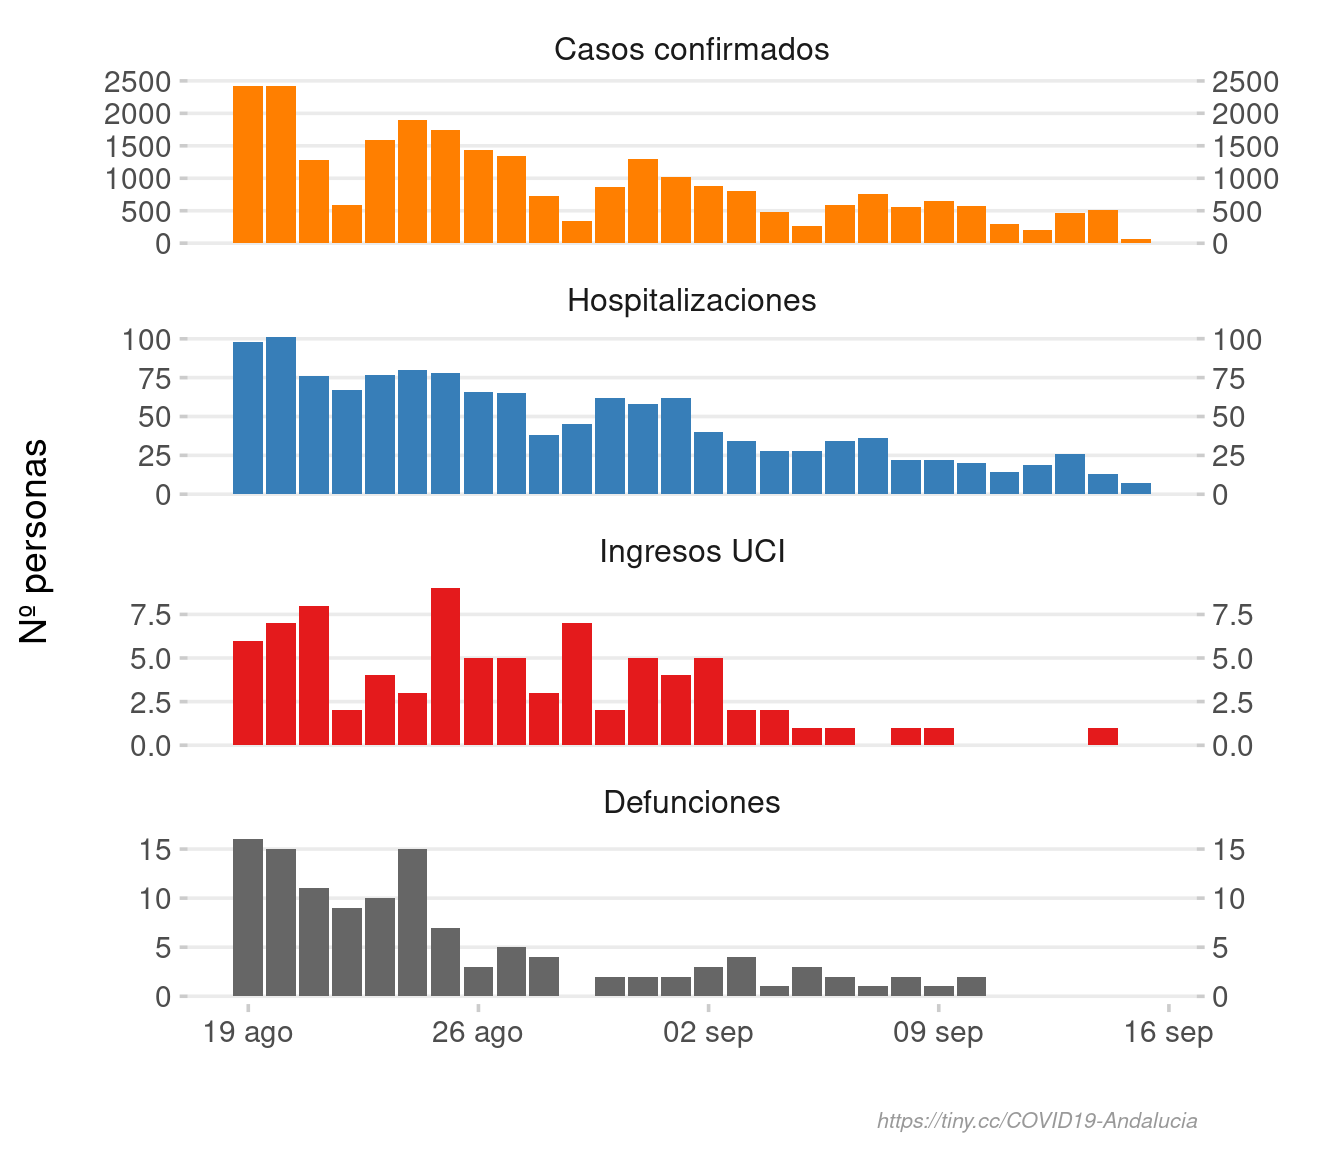 Casos confirmados
2500 2500
2000 2000
1500 1500
1000 1000
500 500
0 0
Hospitalizaciones
100 100
75 75
50 50
25 25
0 0
Nº personas
Ingresos UCI
7.5 7.5
5.0 5.0
2.5 2.5
0.0 0.0
Defunciones
15 15
10 10
5 5
0 0
19 ago 26 ago 02 sep 09 sep 16 sep
https://tiny.cc/COVID19-Andalucia